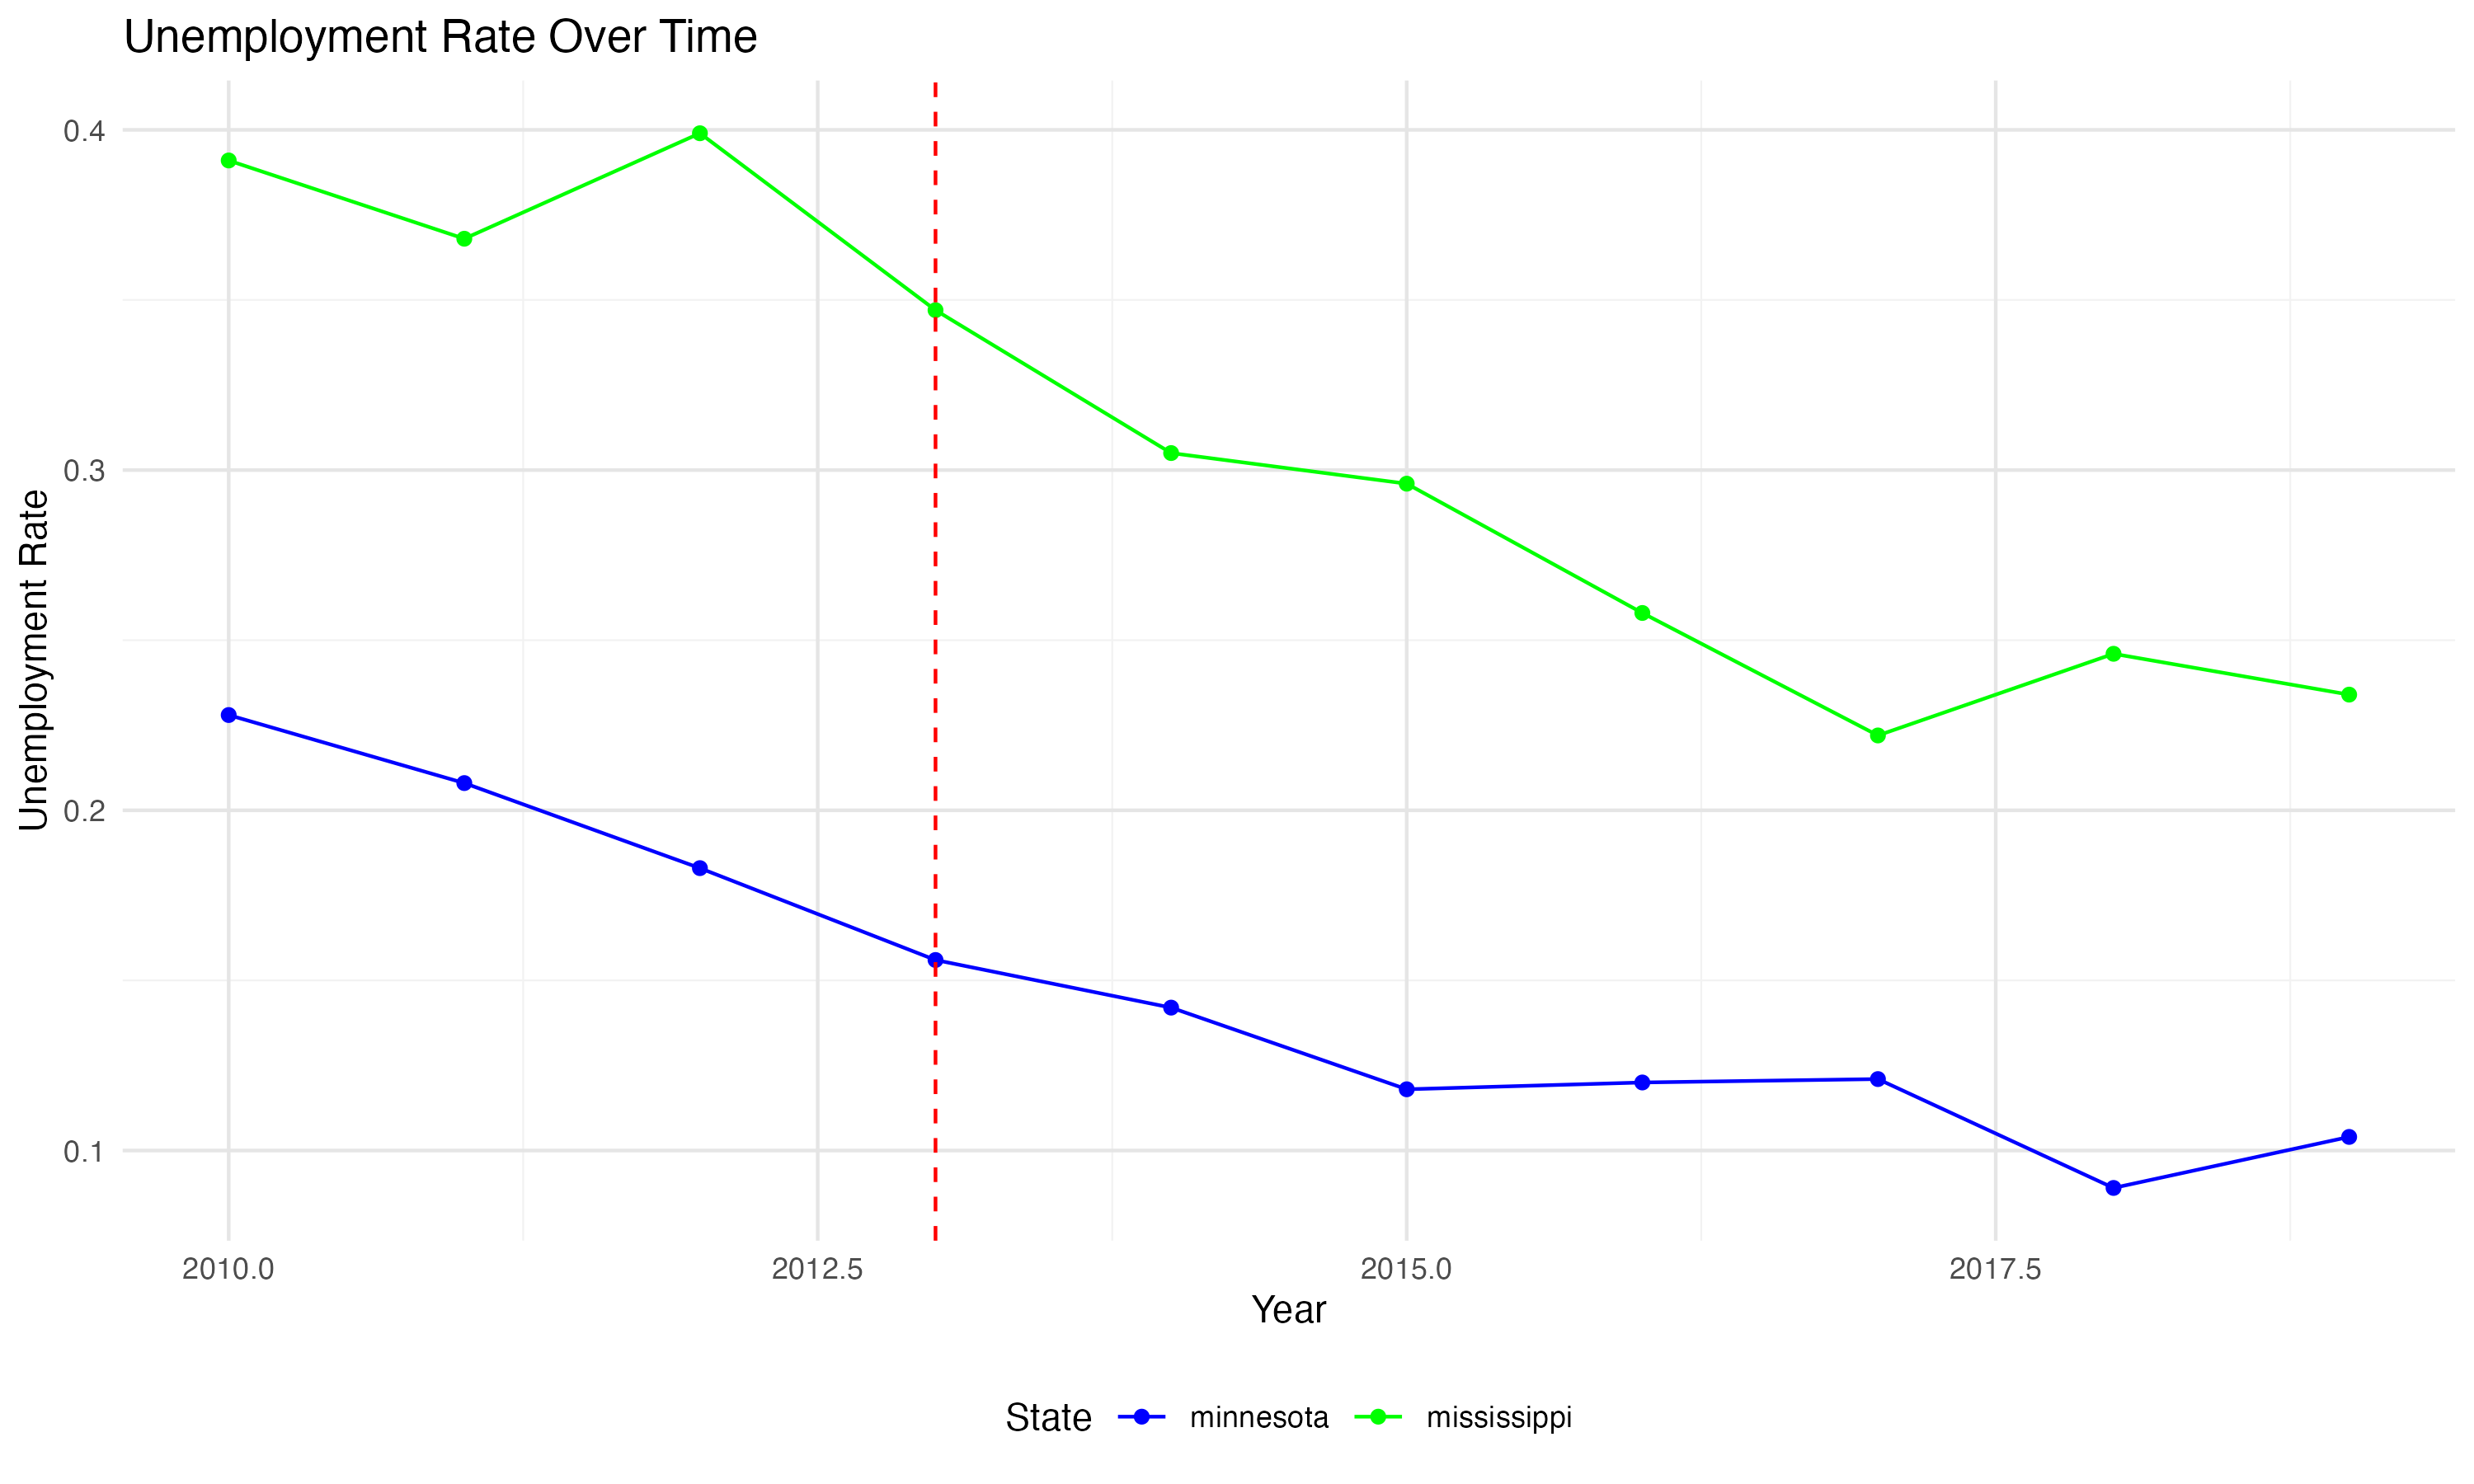 Unemployment Rate Over Time
Unemployment Rate
0.4
0.3
0.2
0.1
2010.0 2012.5 2015.0 2017.5
Year
State minnesota mississippi